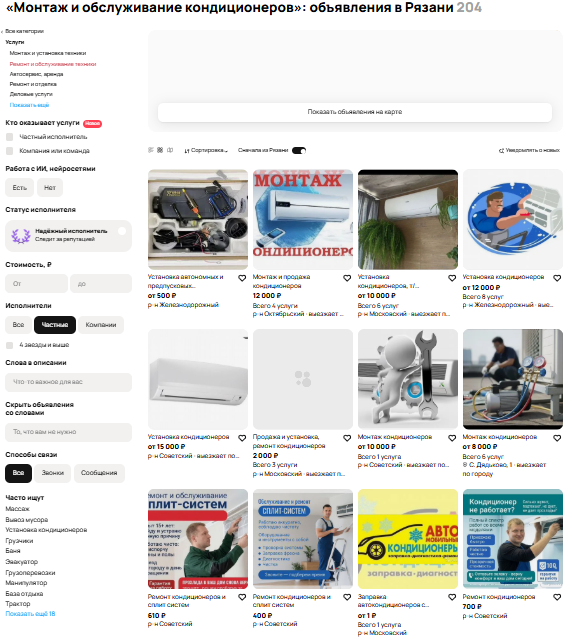 «Монтаж и обслуживание кондиционеров»: объявления в Рязани 204
Все категории
Услуги
Монтаж и установка техники
Ремонт и обслуживание техники
Автосервис, аренда
Ремонт и отделка
Деловые услуги
Показать ещё
Кто оказывает услуги Новое
Частный исполнитель
Компания или команда
Работа с ИИ, нейросетями
Есть
Нет
Статус исполнителя
Надёжный исполнитель
Следит за репутацией
Стоимость, ₽
От
до
Исполнители
Все
Частные
Компании
4 звезды и выше
Слова в описании
Что-то важное для вас
Скрыть объявления
со словами
То, что вам не нужно
Способы связи
Все
Звонки
Сообщения
Часто ищут
Массаж
Вывоз мусора
Установка кондиционеров
Грузчики
Баня
Эвакуатор
Грузоперевозки
Манипулятор
База отдыха
Трактор
Показать ещё 16
Показать объявления на карте
Сортировка
Сначала из Рязани
Уведомлять о новых
Установка автономных и
предпусковых...
от 500 ₽
р-н Железнодорожный
МОНТАЖ
КОНДИЦИОНЕРО
Монтаж и продажа
кондиционеров
12 000 ₽
Всего 4 услуги
р-н Октябрьский · выезжает ...
Установка
кондиционеров, т/...
от 10 000 ₽
Всего 6 услуг
р-н Московский · выезжает п...
Установка кондиционеров
от 12 000 ₽
Всего 8 услуг
р-н Железнодорожный · вые...
Установка кондиционеров
от 15 000 ₽
р-н Советский · выезжает по...
Продажа и установка,
ремонт кондиционеров
2 000 ₽
Всего 3 услуги
р-н Московский · выезжает п...
Монтаж кондиционеров
от 10 000 ₽
Всего 1 услуга
р-н Советский · выезжает по...
Монтаж кондиционеров
от 8 000 ₽
Всего 6 услуг
С. Дядьково, 1 · выезжает
по городу
Ремонт и обслуживание
плит-систем
Ремонт кондиционеров и
сплит систем
610 ₽
р-н Советский
Обслуживание и ремонт
СПЛИТ-СИСТЕМ
Ремонт кондиционеров и
сплит систем
400 ₽
р-н Советский
АВТО
МОБИЛЬНЫЕ
КОНДИЦИОНЕРЫ
заправка-диагност
Заправка
автокондиционеров с...
от 1 ₽
Всего 1 услуга
р-н Московский
Кондиционер
не работает?
Ремонт кондиционеров
700 ₽
р-н Советский